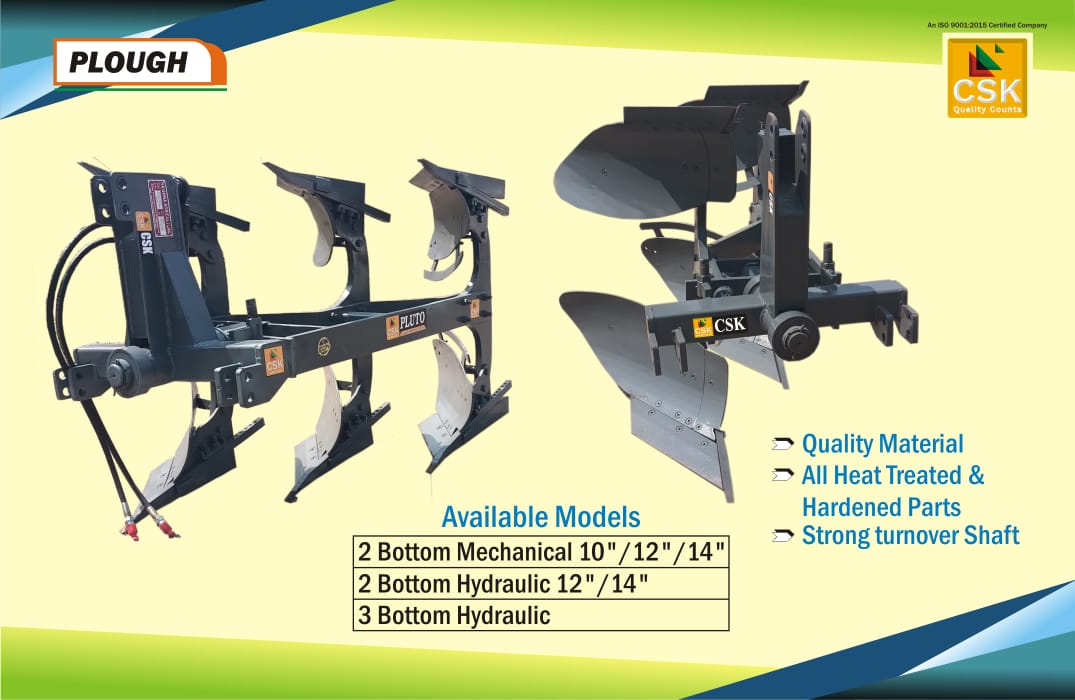 An ISO 9001:2015 Certified Company
PLOUGH
CSK
Quality Counts
CSK
CSK
PLUTO
CSK
CSK
CSK
CSK
Quality Material
All Heat Treated &
Hardened Parts
Strong turnover Shaft
Available Models
2 Bottom Mechanical 10"/12"/14"
2 Bottom Hydraulic 12"/14"
3 Bottom Hydraulic